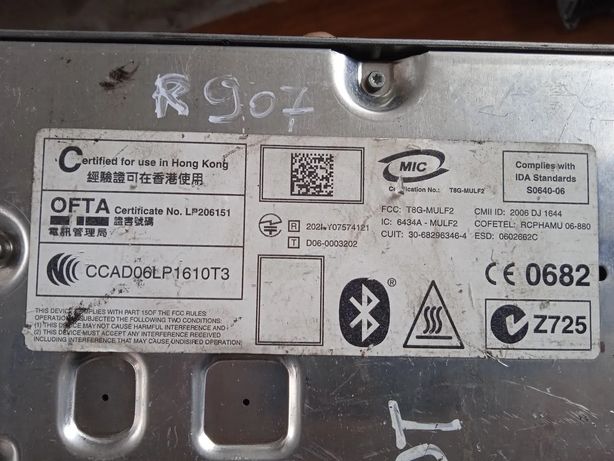 R 907
Certified for use in Hong Kong
經驗證可在香港使用
OFTA Certificate No. LP206151
電訊管理局 證書號碼
CCAD06LP1610T3
THIS DEVICE COMPLIES WITH PART 15OF THE FCC RULES
OPERATION IS SUBJECTED THE FOLLOWING TWO CONDITIONS:
(1) THIS DEVICE MAY NOT CAUSE HARMFUL INTERFERENCE AND
(2) THIS DEVICE MUST ACCEPT ANY INTERFERENCE RECEIVED
INCLUDING INTERFERENCE THAT MAY CAUSE UNDESIRED OPERATION.
R 202 Y07574121
T D06-0003202
MIC
Certification No.: T8G-MULF2
FCC: T8G-MULF2
IC: 6434A - MULF2
CUIT: 30-68296346-4
Complies with
IDA Standards
S0640-06
CMII ID: 2006 DJ 1644
COFETEL: RCPHAMU 06-880
ESD: 0602662C
CE 0682
Z725